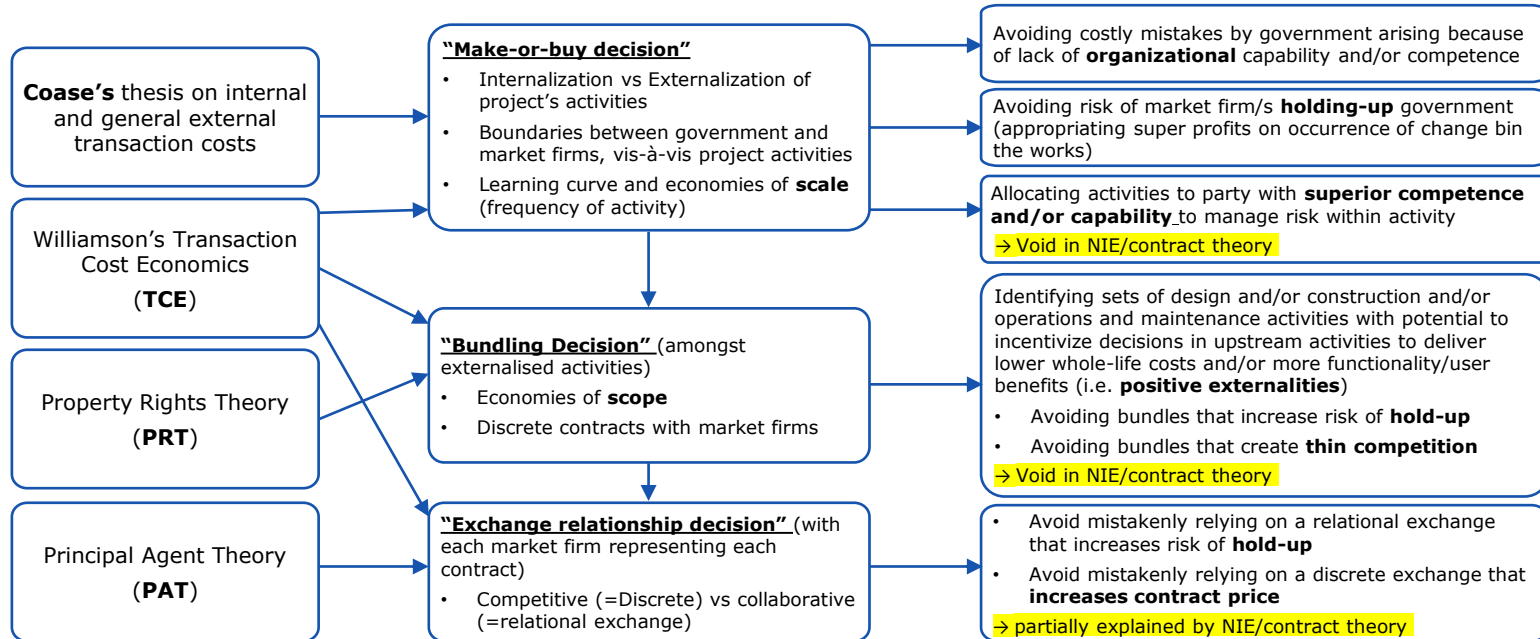 Coase's thesis on internal
and general external
transaction costs
Williamson's Transaction
Cost Economics
(TCE)
Property Rights Theory
(PRT)
Principal Agent Theory
(PAT)
"Make-or-buy decision"
• Internalization vs Externalization of
project's activities
• Boundaries between government and
market firms, vis-à-vis project activities
• Learning curve and economies of scale
(frequency of activity)
"Bundling Decision" (amongst
externalised activities)
• Economies of scope
• Discrete contracts with market firms
"Exchange relationship decision" (with
each market firm representing each
contract)
• Competitive (=Discrete) vs collaborative
(=relational exchange)
Avoiding costly mistakes by government arising because
of lack of organizational capability and/or competence
Avoiding risk of market firm/s holding-up government
(appropriating super profits on occurrence of change bin
the works)
Allocating activities to party with superior competence
and/or capability to manage risk within activity
→ Void in NIE/contract theory
Identifying sets of design and/or construction and/or
operations and maintenance activities with potential to
incentivize decisions in upstream activities to deliver
lower whole-life costs and/or more functionality/user
benefits (i.e. positive externalities)
• Avoiding bundles that increase risk of hold-up
• Avoiding bundles that create thin competition
→ Void in NIE/contract theory
• Avoid mistakenly relying on a relational exchange
that increases risk of hold-up
• Avoid mistakenly relying on a discrete exchange that
increases contract price
→ partially explained by NIE/contract theory